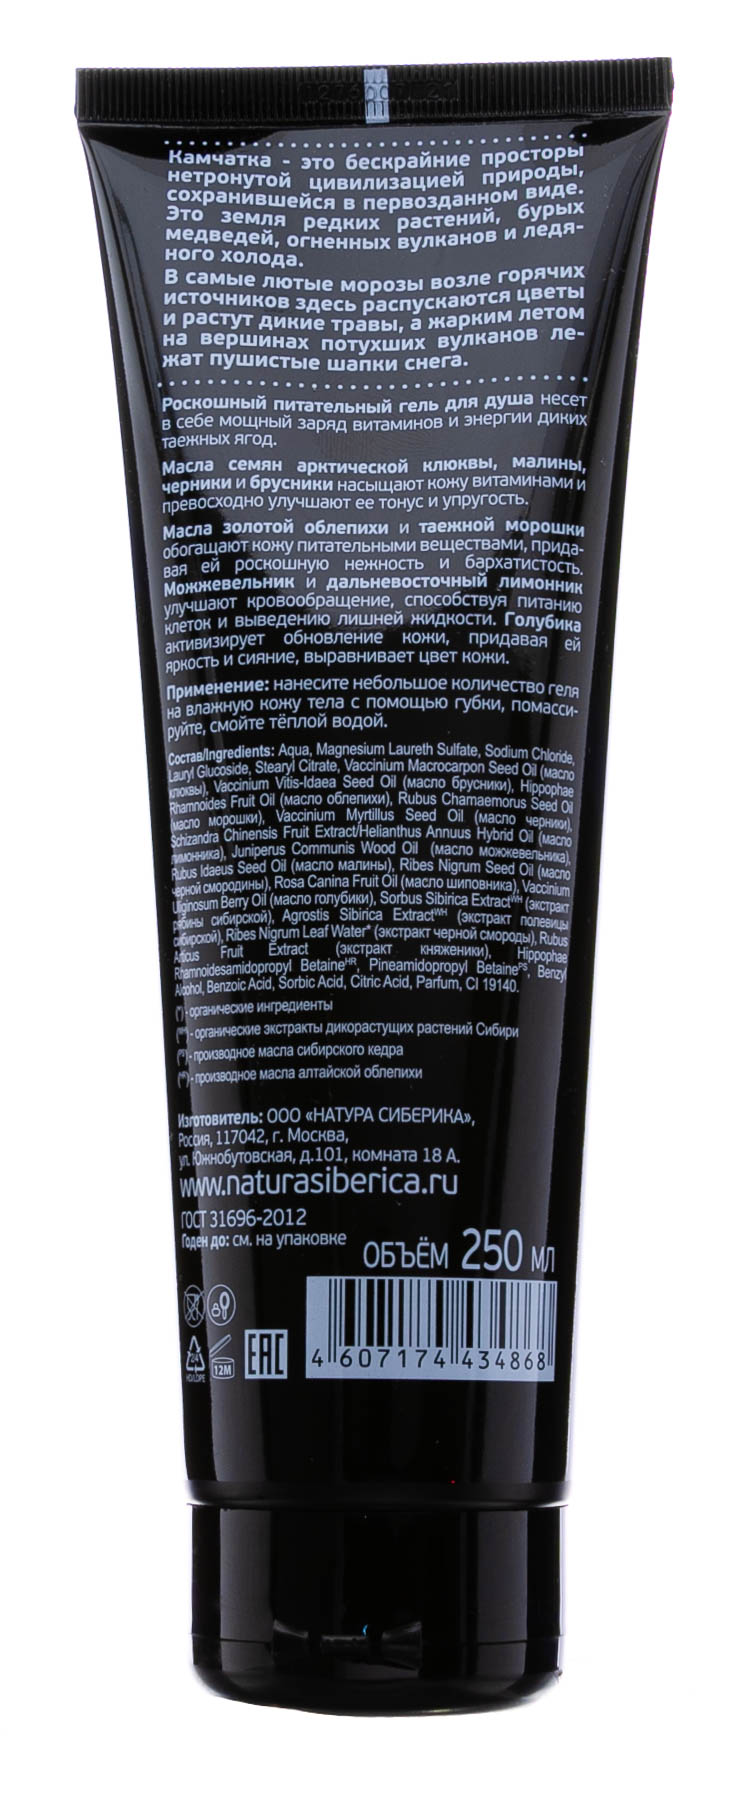 Камчатка - это бескрайние просторы
нетронутой цивилизацией природы,
сохранившейся в первозданном виде.
Это земля редких растений, бурых
медведей, огненных вулканов и ледя-
ного холода.
В самые лютые морозы возле горячих
источников здесь распускаются цветы
и растут дикие травы, а жарким летом
на вершинах потухших вулканов ле-
жат пушистые шапки снега.
Роскошный питательный гель для душа несет
в себе мощный заряд витаминов и энергии диких
таежных ягод.
Масла семян арктической клюквы, малины,
черники и брусники насыщают кожу витаминами и
превосходно улучшают ее тонус и упругость.
Масла золотой облепихи и таежной морошки
обогащают кожу питательными веществами, прида-
вая ей роскошную нежность и бархатистость.
Можжевельник и дальневосточный лимонник
улучшают кровообращение, способствуя питанию
клеток и выведению лишней жидкости. Голубика
активизирует обновление кожи, придавая ей
яркость и сияние, выравнивает цвет кожи.
Применение: нанесите небольшое количество геля
на влажную кожу тела с помощью губки, помасси-
руйте, смойте тёплой водой.
Состав/Ingredients: Aqua, Magnesium Laureth Sulfate, Sodium Chloride,
Lauryl Glucoside, Stearyl Citrate, Vaccinium Macrocarpon Seed Oil (масло
клюквы), Vaccinium Vitis-Idaea Seed Oil (масло брусники), Hippophae
Rhamnoides Fruit Oil (масло облепихи), Rubus Chamaemorus Seed Oil
(масло морошки), Vaccinium Myrtillus Seed Oil (масло черники),
Schizandra Chinensis Fruit Extract/Helianthus Annuus Hybrid Oil (масло
лимонника), Juniperus Communis Wood Oil (масло можжевельника),
Rubus Idaeus Seed Oil (масло малины), Ribes Nigrum Seed Oil (масло
черной смородины), Rosa Canina Fruit Oil (масло шиповника), Vaccinium
Uliginosum Berry Oil (масло голубики), Sorbus Sibirica Extractᵂᴴ (экстракт
рябины сибирской), Agrostis Sibirica Extractᵂᴴ (экстракт полевицы
сибирской), Ribes Nigrum Leaf Water* (экстракт черной смороды), Rubus
Articus Fruit Extract (экстракт княженики), Hippophae
Rhamnoidesamidopropyl Betaineᴴᴿ, Pineamidopropyl Betaineᴾˢ, Benzyl
Alcohol, Benzoic Acid, Sorbic Acid, Citric Acid, Parfum, CI 19140.
(*) - органические ингредиенты
(ᵂᴴ) - органические экстракты дикорастущих растений Сибири
(ᴾˢ) - производное масла сибирского кедра
(ᴴᴿ) - производное масла алтайской облепихи
Изготовитель: ООО «НАТУРА СИБЕРИКА»,
Россия, 117042, г. Москва,
ул. Южнобутовская, д.101, комната 18 А.
www.naturasiberica.ru
ГОСТ 31696-2012
Годен до: см. на упаковке
ОБЪЁМ 250 МЛ
12М
EAC
4 607174 434868